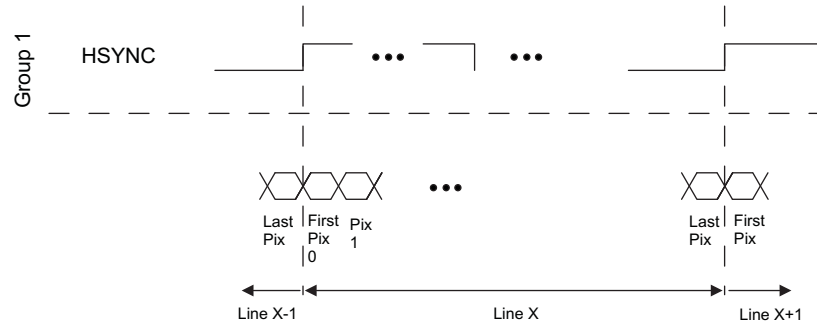 Group 1
HSYNC
Last
Pix
First
Pix
0
Pix
1
Last
Pix
First
Pix
Line X-1
Line X
Line X+1